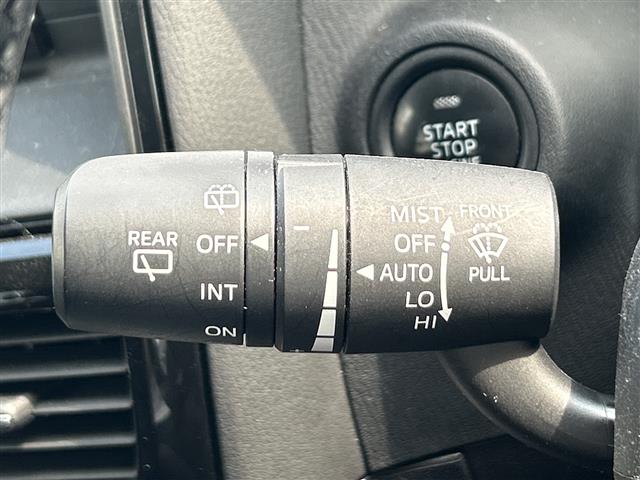 START
STOP
REAR
OFF
INT
ON
MIST
OFF
AUTO
LO
HI
FRONT
PULL